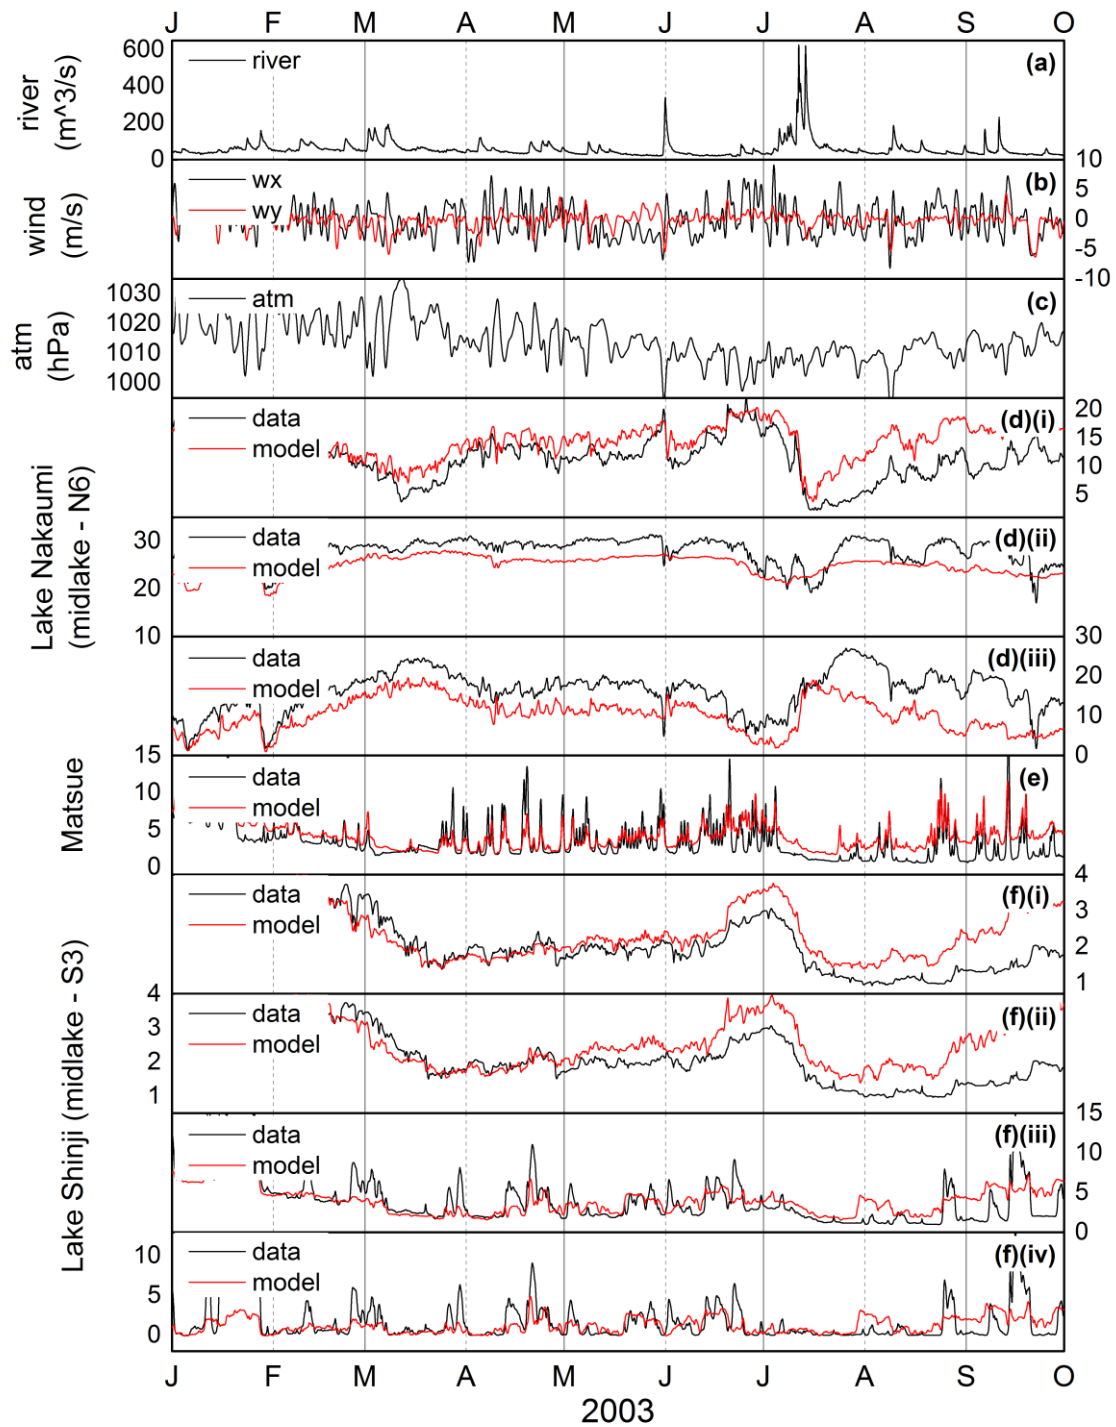 J F M A M J J A S O
river (m^3/s)
600
400
200
0
river
(a)
wind (m/s)
10
5
0
-5
-10
wx
wy
(b)
atm (hPa)
1030
1020
1010
1000
atm
(c)
Lake Nakaumi (midlake - N6)
data
model
(d)(i)
20
15
10
5
30
20
10
data
model
(d)(ii)
data
model
(d)(iii)
30
20
10
0
Matsue
15
10
5
0
data
model
(e)
Lake Shinji (midlake - S3)
data
model
(f)(i)
4
3
2
1
4
3
2
1
data
model
(f)(ii)
data
model
(f)(iii)
15
10
5
0
10
5
0
data
model
(f)(iv)
J F M A M J J A S O
2003